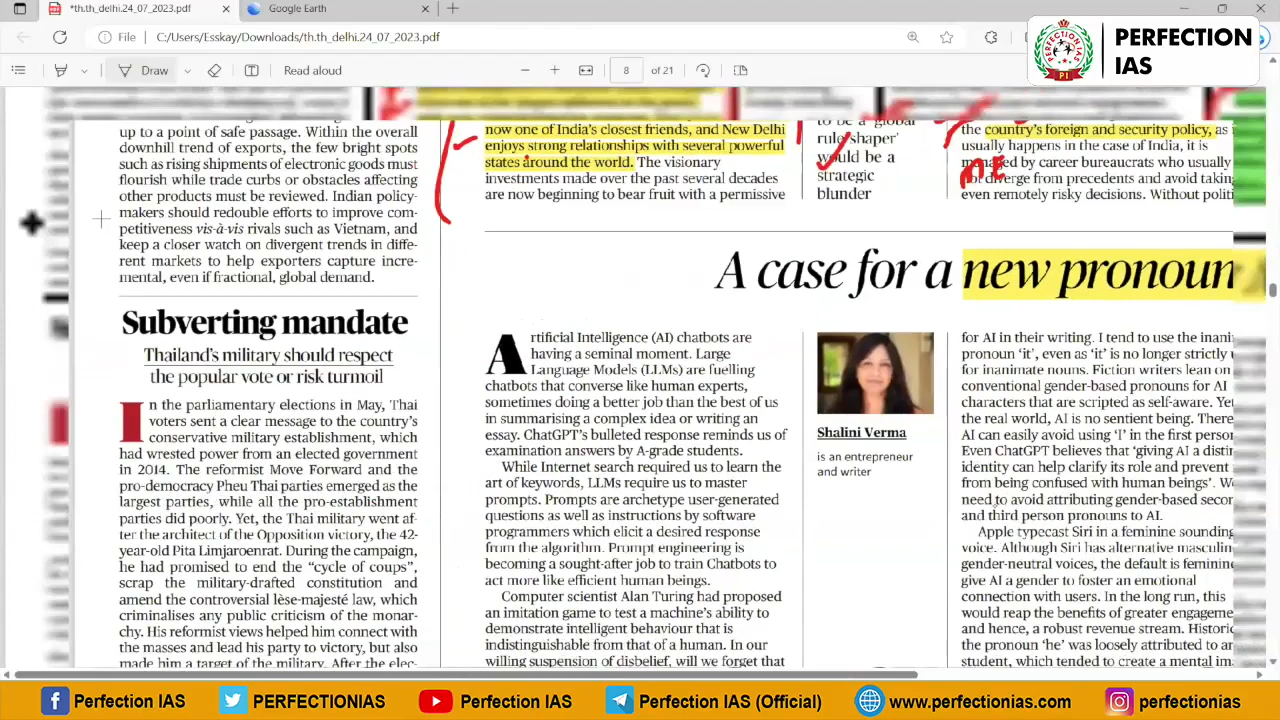 *th.th_delhi.24_07_2023.pdf
Google Earth
File
C:/Users/Esskay/Downloads/th.th_delhi.24_07_2023.pdf
PERFECTION
IAS
Draw
Read aloud
8
of 21
up to a point of safe passage. Within the overall
downhill trend of exports, the few bright spots
such as rising shipments of electronic goods must
flourish while trade curbs or obstacles affecting
other products must be reviewed. Indian policy-
makers should redouble efforts to improve com-
petitiveness vis-à-vis rivals such as Vietnam, and
keep a closer watch on divergent trends in diffe-
rent markets to help exporters capture incre-
mental, even if fractional, global demand.
Subverting mandate
Thailand's military should respect
the popular vote or risk turmoil
In the parliamentary elections in May, Thai
voters sent a clear message to the country's
conservative military establishment, which
had wrested power from an elected government
in 2014. The reformist Move Forward and the
pro-democracy Pheu Thai parties emerged as the
largest parties, while all the pro-establishment
parties did poorly. Yet, the Thai military went af-
ter the architect of the Opposition victory, the 42-
year-old Pita Limjaroenrat. During the campaign,
he had promised to end the "cycle of coups",
scrap the military-drafted constitution and
amend the controversial lèse-majesté law, which
criminalises any public criticism of the monar-
chy. His reformist views helped him connect with
the masses and lead his party to victory, but also
made him a target of the military. After the elec-
now one of India's closest friends, and New Delhi
enjoys strong relationships with several powerful
states around the world. The visionary
investments made over the past several decades
are now beginning to bear fruit with a permissive
to be a 'global
rule shaper'
would be a
strategic
blunder
the country's foreign and security policy, as
usually happens in the case of India, it is
managed by career bureaucrats who usually
not diverge from precedents and avoid taking
even remotely risky decisions. Without politi
A case for a new pronoun
Artificial Intelligence (AI) chatbots are
having a seminal moment. Large
Language Models (LLMs) are fuelling
chatbots that converse like human experts,
sometimes doing a better job than the best of us
in summarising a complex idea or writing an
essay. ChatGPT's bulleted response reminds us of
examination answers by A-grade students.
While Internet search required us to learn the
art of keywords, LLMs require us to master
prompts. Prompts are archetype user-generated
questions as well as instructions by software
programmers which elicit a desired response
from the algorithm. Prompt engineering is
becoming a sought-after job to train Chatbots to
act more like efficient human beings.
Computer scientist Alan Turing had proposed
an imitation game to test a machine's ability to
demonstrate intelligent behaviour that is
indistinguishable from that of a human. In our
willing suspension of disbelief, will we forget that
Shalini Verma
is an entrepreneur
and writer
for AI in their writing. I tend to use the inani
pronoun 'it', even as 'it' is no longer strictly
for inanimate nouns. Fiction writers lean on
conventional gender-based pronouns for AI
characters that are scripted as self-aware. Yet
the real world, AI is no sentient being. There
AI can easily avoid using 'I' in the first person
Even ChatGPT believes that 'giving AI a distin
identity can help clarify its role and prevent
from being confused with human beings'. We
need to avoid attributing gender-based secon
and third person pronouns to AI.
Apple typecast Siri in a feminine sounding
voice. Although Siri has alternative masculin
gender-neutral voices, the default is feminine
give AI a gender to foster an emotional
connection with users. In the long run, this
would reap the benefits of greater engageme
and hence, a robust revenue stream. Historic
the pronoun 'he' was loosely attributed to an
student, which tended to create a mental im
Perfection IAS
PERFECTIONIAS
Perfection IAS
Perfection IAS (Official)
www.perfectionias.com
perfectionias